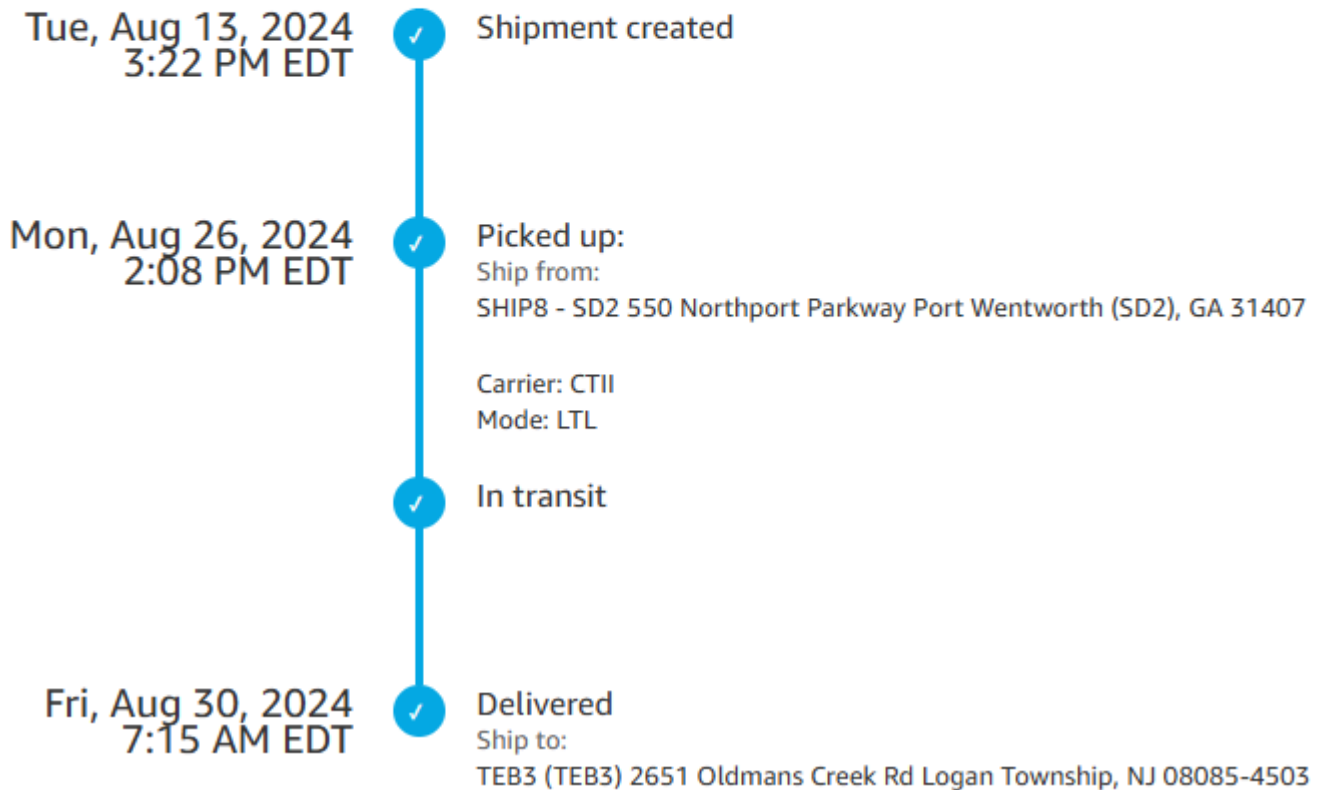 Tue, Aug 13, 2024
3:22 PM EDT
Shipment created
Mon, Aug 26, 2024
2:08 PM EDT
Picked up:
Ship from:
SHIP8 - SD2 550 Northport Parkway Port Wentworth (SD2), GA 31407
Carrier: CTII
Mode: LTL
In transit
Fri, Aug 30, 2024
7:15 AM EDT
Delivered
Ship to:
TEB3 (TEB3) 2651 Oldmans Creek Rd Logan Township, NJ 08085-4503